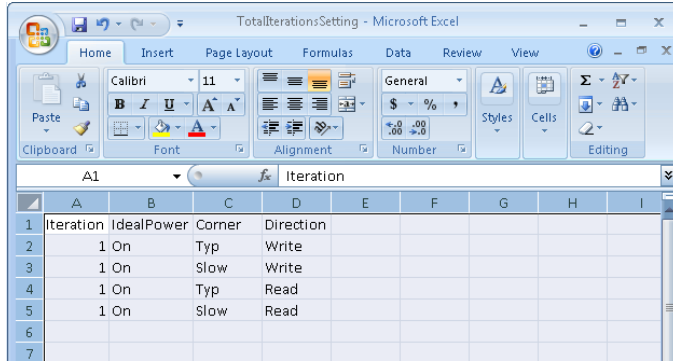 TotalIterationsSetting - Microsoft Excel
Home Insert Page Layout Formulas Data Review View
Calibri 11 General Σ
Paste B I U A A $ % , Styles Cells
A .00 .0
Clipboard Font Alignment Number Editing
A1 fx Iteration
A B C D E F G H I
1 Iteration IdealPower Corner Direction
2 1 On Typ Write
3 1 On Slow Write
4 1 On Typ Read
5 1 On Slow Read
6
7